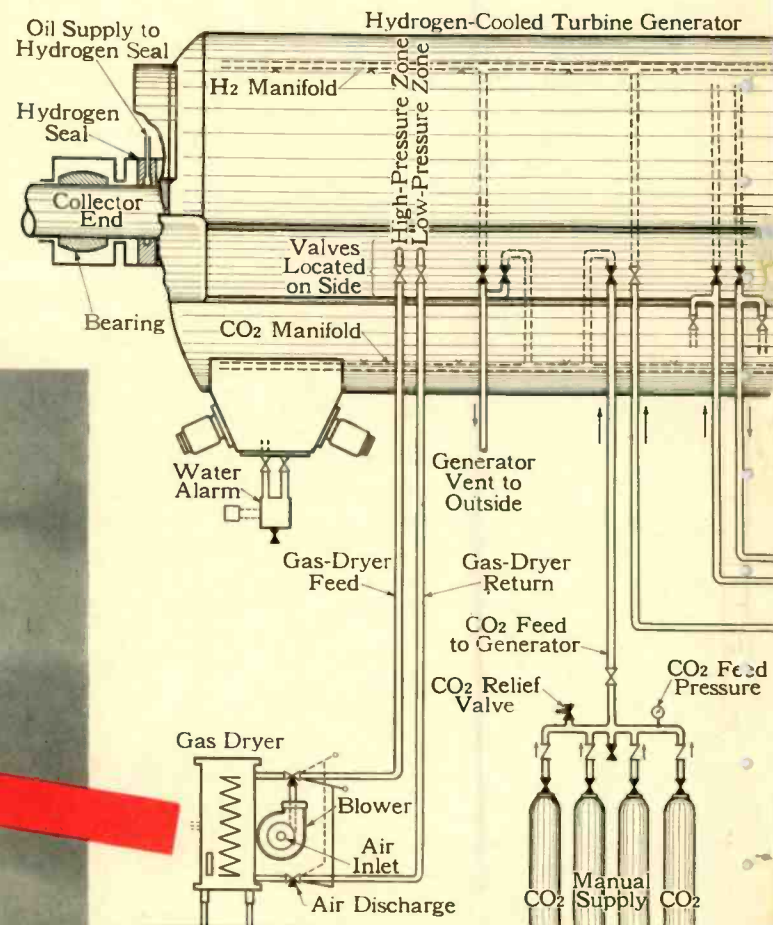 Hydrogen-Cooled Turbine Generator
Oil Supply to
Hydrogen Seal
H2 Manifold
High-Pressure Zone
Low-Pressure Zone
Hydrogen
Seal
Collector
End
Valves
Located
on Side
Bearing
CO2 Manifold
Water
Alarm
Generator
Vent to
Outside
Gas-Dryer
Feed
Gas-Dryer
Return
CO2 Feed
to Generator
CO2 Relief
Valve
CO2 Feed
Pressure
Gas Dryer
Blower
Air
Inlet
Air Discharge
CO2
Manual
Supply
CO2